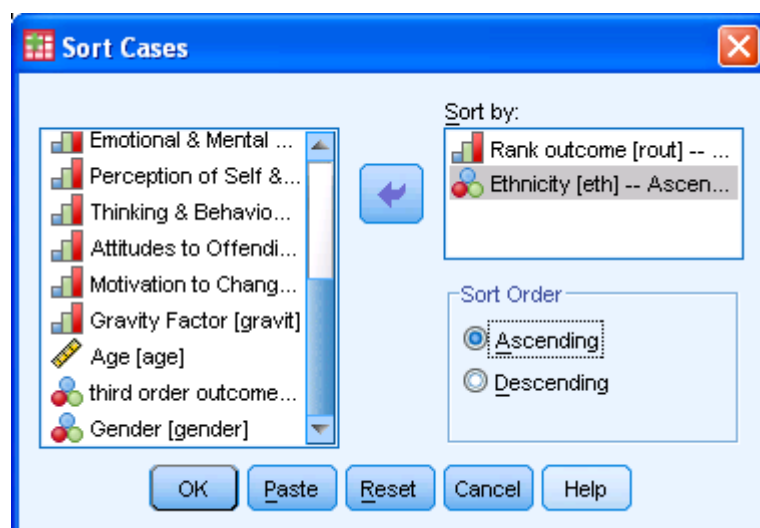 Sort Cases
Sort by:
Emotional & Mental ...
Perception of Self &...
Thinking & Behavio...
Attitudes to Offendi...
Motivation to Chang...
Gravity Factor [gravit]
Age [age]
third order outcome...
Gender [gender]
Rank outcome [rout] -- ...
Ethnicity [eth] -- Ascen...
Sort Order
Ascending
Descending
OK Paste Reset Cancel Help